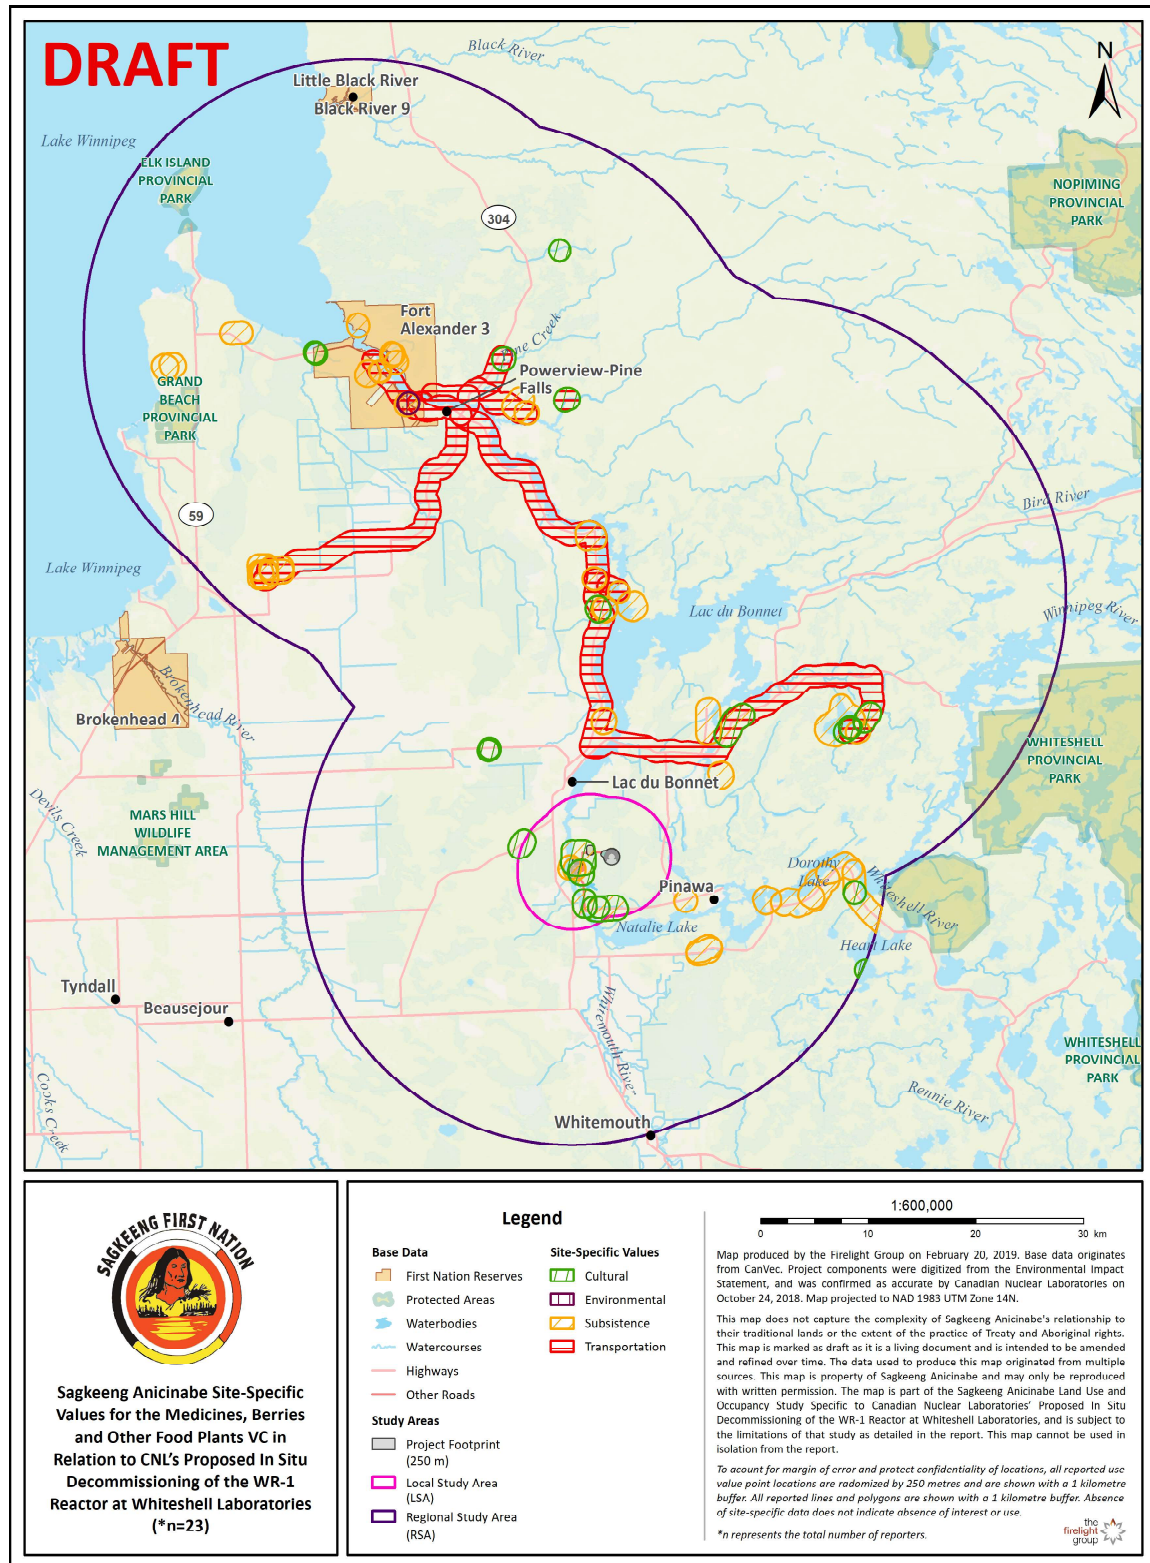 DRAFT
N
Black River
Little Black River
Black River 9
Lake Winnipeg
ELK ISLAND
PROVINCIAL
PARK
NOPIMING
PROVINCIAL
PARK
304
Fort
Alexander 3
Pine Creek
Powerview-Pine
Falls
GRAND
BEACH
PROVINCIAL
PARK
59
Bird River
Lake Winnipeg
Lac du Bonnet
Winnipeg River
Brokenhead 4
Brokenhead River
WHITESHELL
PROVINCIAL
PARK
Lac du Bonnet
Devils Creek
MARS HILL
WILDLIFE
MANAGEMENT AREA
Dorothy
Lake
Whiteshell River
Pinawa
Natalie Lake
Heart Lake
Tyndall
Beausejour
Whitemouth River
WHITESHELL
PROVINCIAL
PARK
Cooks Creek
Rennie River
Whitemouth
SAGKEENG FIRST NATION
Sagkeeng Anicinabe Site-Specific
Values for the Medicines, Berries
and Other Food Plants VC in
Relation to CNL's Proposed In Situ
Decommissioning of the WR-1
Reactor at Whiteshell Laboratories
(*n=23)
Legend
Base Data
First Nation Reserves
Protected Areas
Waterbodies
Watercourses
Highways
Other Roads
Study Areas
Project Footprint
(250 m)
Local Study Area
(LSA)
Regional Study Area
(RSA)
Site-Specific Values
Cultural
Environmental
Subsistence
Transportation
1:600,000
0 10 20 30 km
Map produced by the Firelight Group on February 20, 2019. Base data originates
from CanVec. Project components were digitized from the Environmental Impact
Statement, and was confirmed as accurate by Canadian Nuclear Laboratories on
October 24, 2018. Map projected to NAD 1983 UTM Zone 14N.
This map does not capture the complexity of Sagkeeng Anicinabe's relationship to
their traditional lands or the extent of the practice of Treaty and Aboriginal rights.
This map is marked as draft as it is a living document and is intended to be amended
and refined over time. The data used to produce this map originated from multiple
sources. This map is property of Sagkeeng Anicinabe and may only be reproduced
with written permission. The map is part of the Sagkeeng Anicinabe Land Use and
Occupancy Study Specific to Canadian Nuclear Laboratories' Proposed In Situ
Decommissioning of the WR-1 Reactor at Whiteshell Laboratories, and is subject to
the limitations of that study as detailed in the report. This map cannot be used in
isolation from the report.
To acount for margin of error and protect confidentiality of locations, all reported use
value point locations are radomized by 250 metres and are shown with a 1 kilometre
buffer. All reported lines and polygons are shown with a 1 kilometre buffer. Absence
of site-specific data does not indicate absence of interest or use.
*n represents the total number of reporters.
the
firelight
group